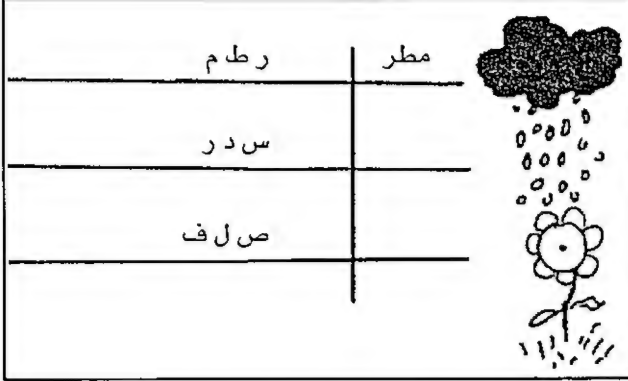 مطر ر ط م
س د ر
ص ل ف